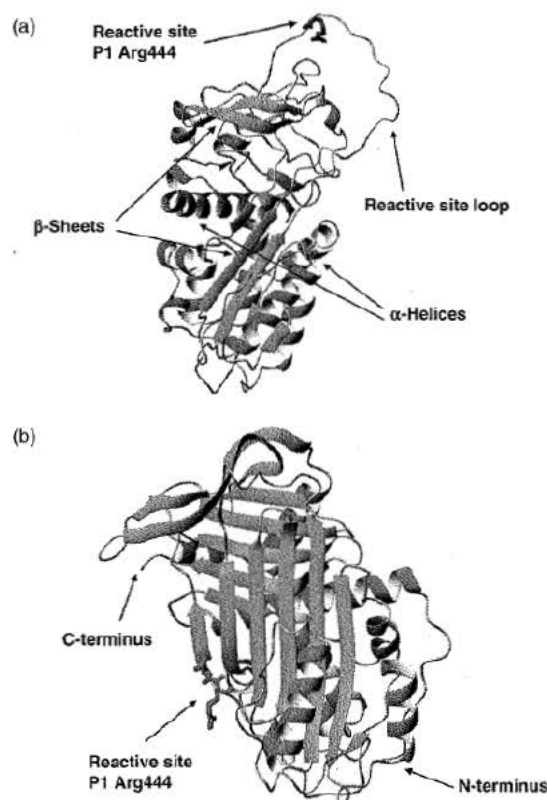 (a)
Reactive site
P1 Arg444
Reactive site loop
β-Sheets
α-Helices
(b)
C-terminus
Reactive site
P1 Arg444
N-terminus